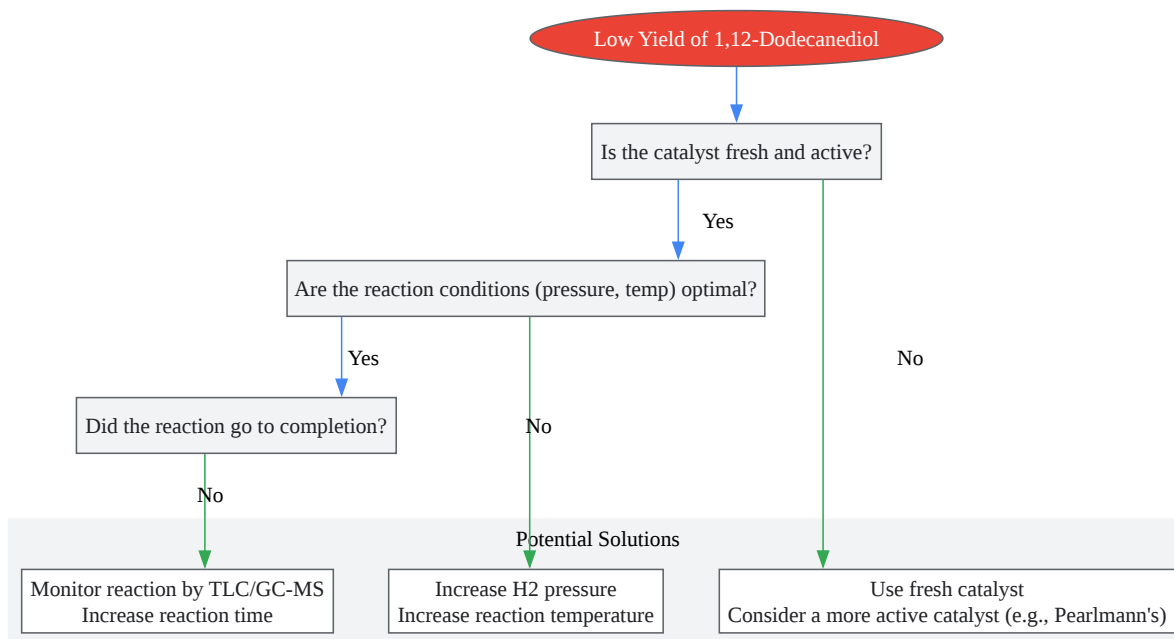 Low Yield of 1,12-Dodecanediol
Is the catalyst fresh and active?
Yes
Are the reaction conditions (pressure, temp) optimal?
Yes
No
Did the reaction go to completion?
No
No
Potential Solutions
Monitor reaction by TLC/GC-MS
Increase reaction time
Increase H2 pressure
Increase reaction temperature
Use fresh catalyst
Consider a more active catalyst (e.g., Pearlmann's)